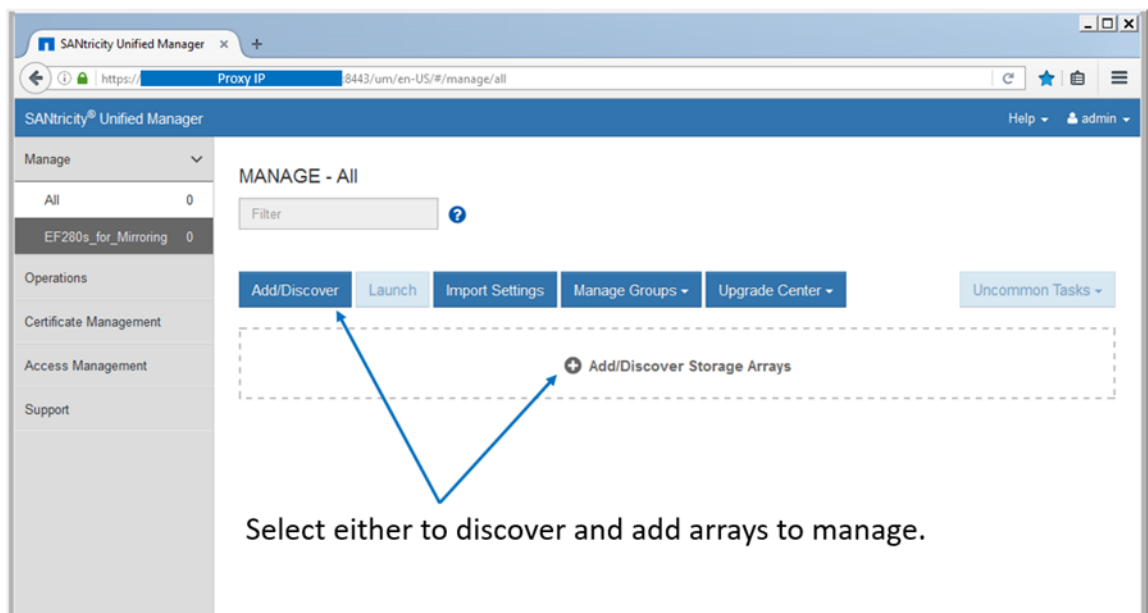 SANtricity Unified Manager × +
https:// Proxy IP :8443/um/en-US/#/manage/all
SANtricity® Unified Manager Help admin
Manage
All 0
EF280s_for_Mirroring 0
Operations
Certificate Management
Access Management
Support
MANAGE - All
Filter ?
Add/Discover Launch Import Settings Manage Groups Upgrade Center Uncommon Tasks
Add/Discover Storage Arrays
Select either to discover and add arrays to manage.